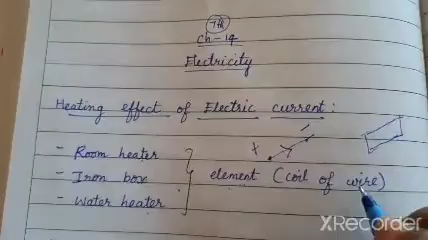 7th
Ch - 14
Electricity
Heating effect of Electric current :
+ -
- Room heater
- Iron box
- Water heater
element (coil of wire)
XRecorder